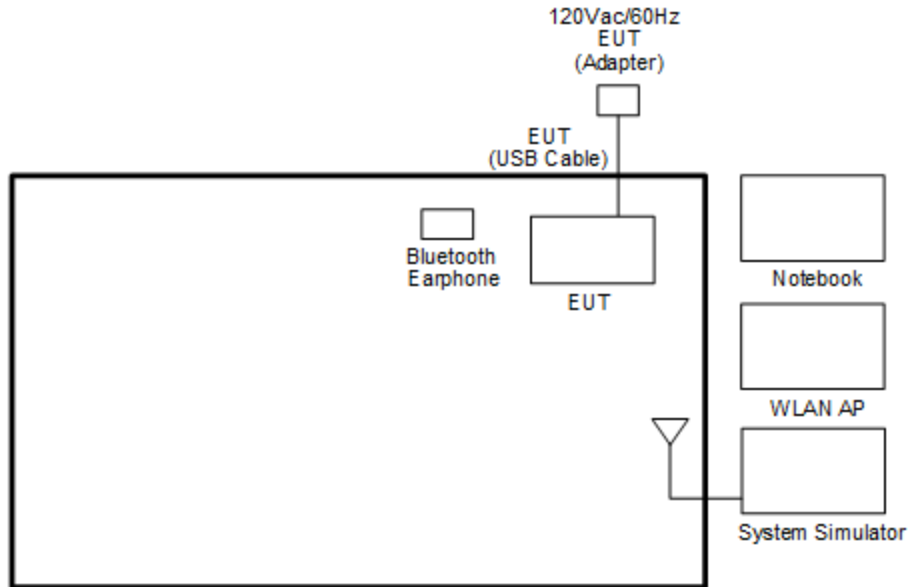 120Vac/60Hz
EUT
(Adapter)
EUT
(USB Cable)
Bluetooth
Earphone
EUT
Notebook
WLAN AP
System Simulator